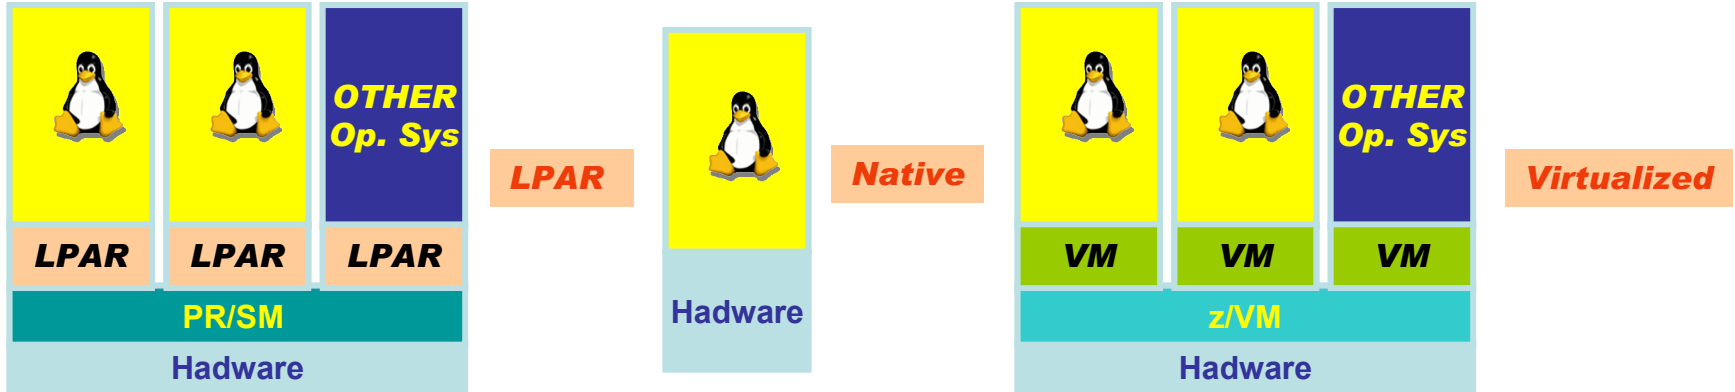 OTHER
Op. Sys
LPAR LPAR LPAR
PR/SM
Hadware
LPAR
Hadware
Native
OTHER
Op. Sys
VM VM VM
z/VM
Hadware
Virtualized